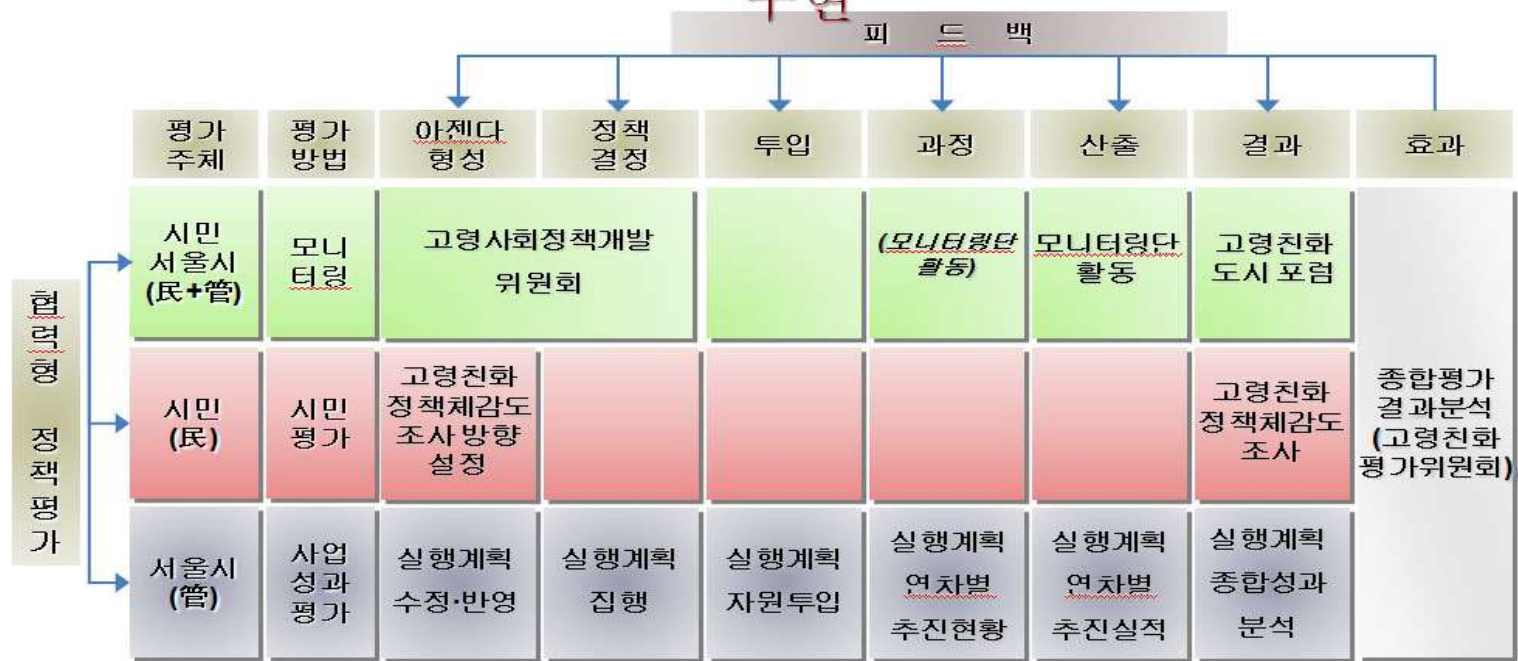 피 드 백
평가
주체
평가
방법
아젠다
형성
정책
결정
투입
과정
산출
결과
효과
협력형 정책평가
시민
서울시
(民+管)
모니
터링
고령사회정책개발
위원회
(모니터링단
활동)
모니터링단
활동
고령친화
도시 포럼
시민
(民)
시민
평가
고령친화
정책체감도
조사 방향
설정
고령친화
정책체감도
조사
서울시
(管)
사업
성과
평가
실행계획
수정·반영
실행계획
집행
실행계획
자원투입
실행계획
연차별
추진현황
실행계획
연차별
추진실적
실행계획
종합성과
분석
종합평가
결과분석
(고령친화
평가위원회)